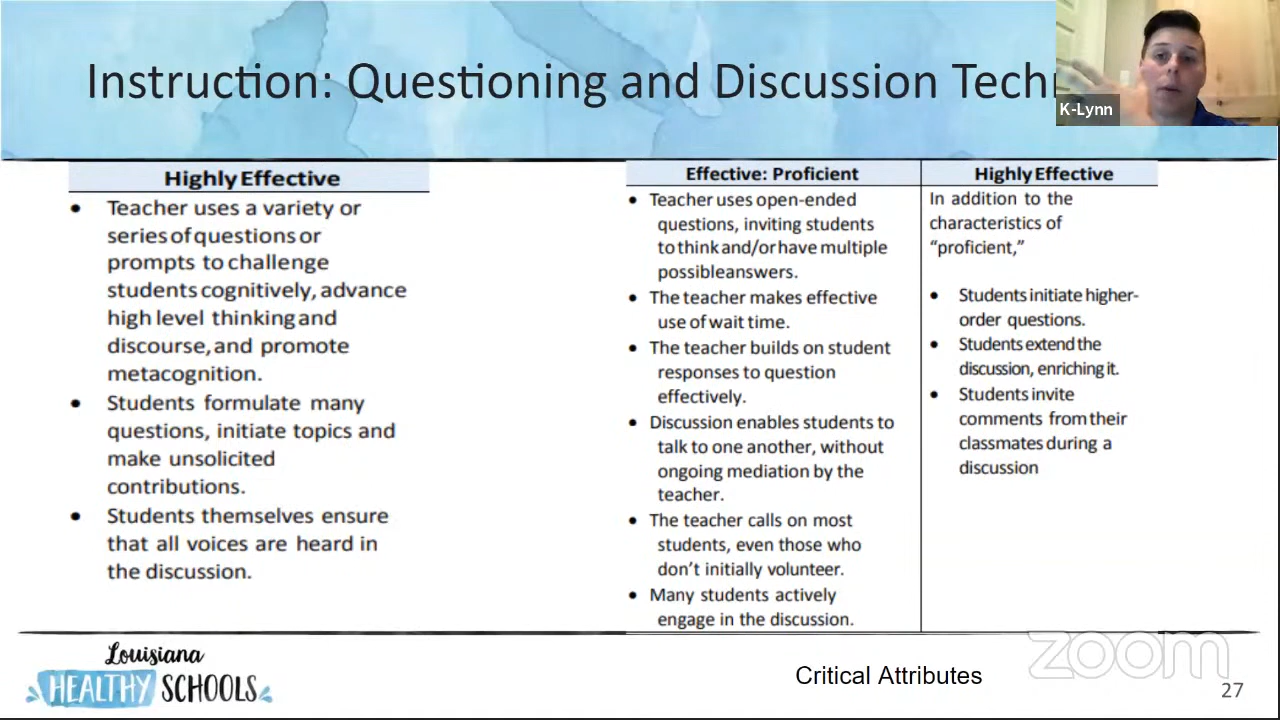 Instruction: Questioning and Discussion Tech
K-Lynn
Highly Effective
• Teacher uses a variety or
series of questions or
prompts to challenge
students cognitively, advance
high level thinking and
discourse, and promote
metacognition.
• Students formulate many
questions, initiate topics and
make unsolicited
contributions.
• Students themselves ensure
that all voices are heard in
the discussion.
Effective: Proficient
• Teacher uses open-ended
questions, inviting students
to think and/or have multiple
possible answers.
• The teacher makes effective
use of wait time.
• The teacher builds on student
responses to question
effectively.
• Discussion enables students to
talk to one another, without
ongoing mediation by the
teacher.
• The teacher calls on most
students, even those who
don't initially volunteer.
• Many students actively
engage in the discussion.
Highly Effective
In addition to the
characteristics of
“proficient,”
• Students initiate higher-
order questions.
• Students extend the
discussion, enriching it.
• Students invite
comments from their
classmates during a
discussion
Louisiana
HEALTHY SCHOOLS
Critical Attributes
zoom
27